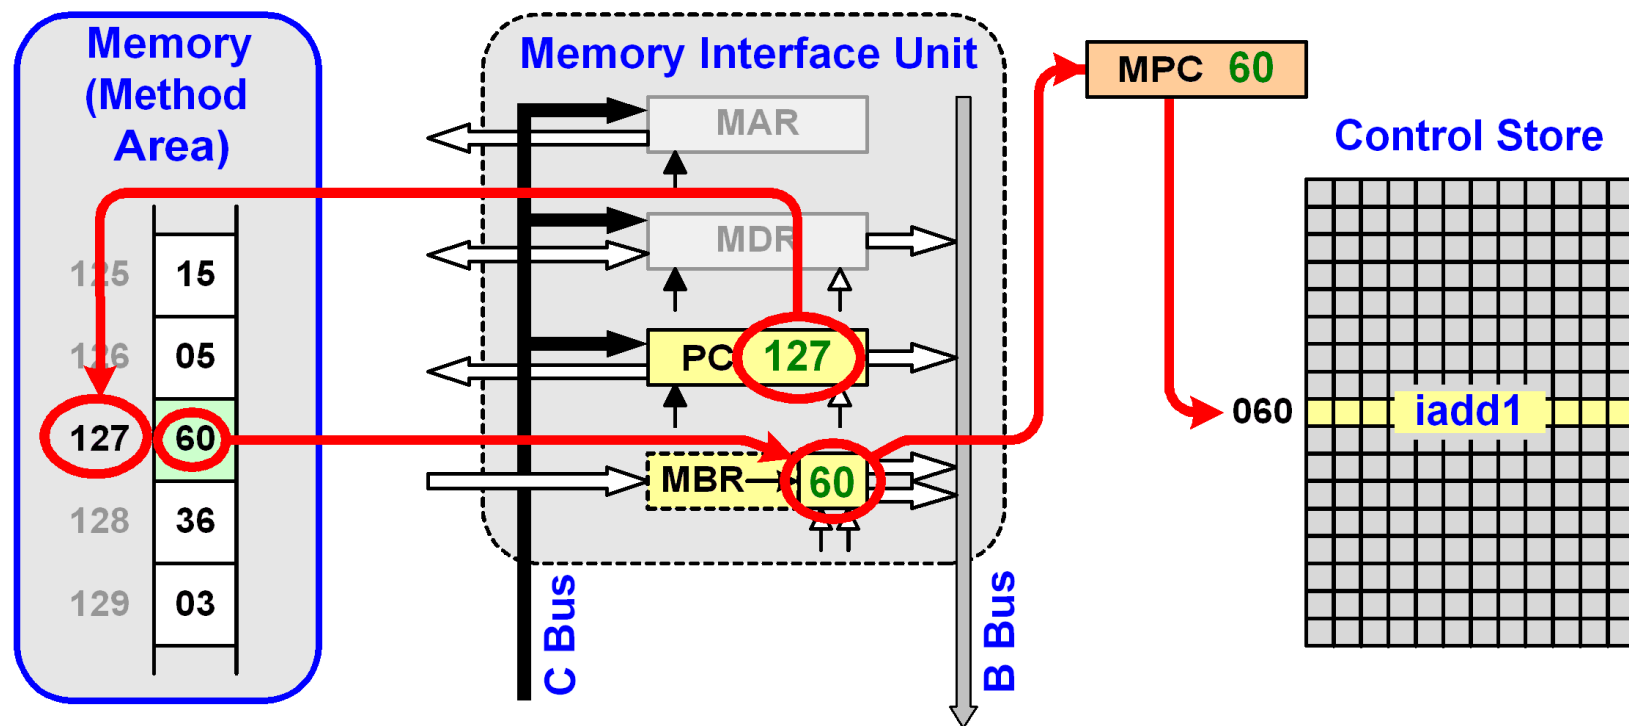 Memory
(Method
Area)
125 15
126 05
127 60
128 36
129 03
Memory Interface Unit
MAR
MDR
PC 127
MBR 60
C Bus
B Bus
MPC 60
Control Store
060 iadd1